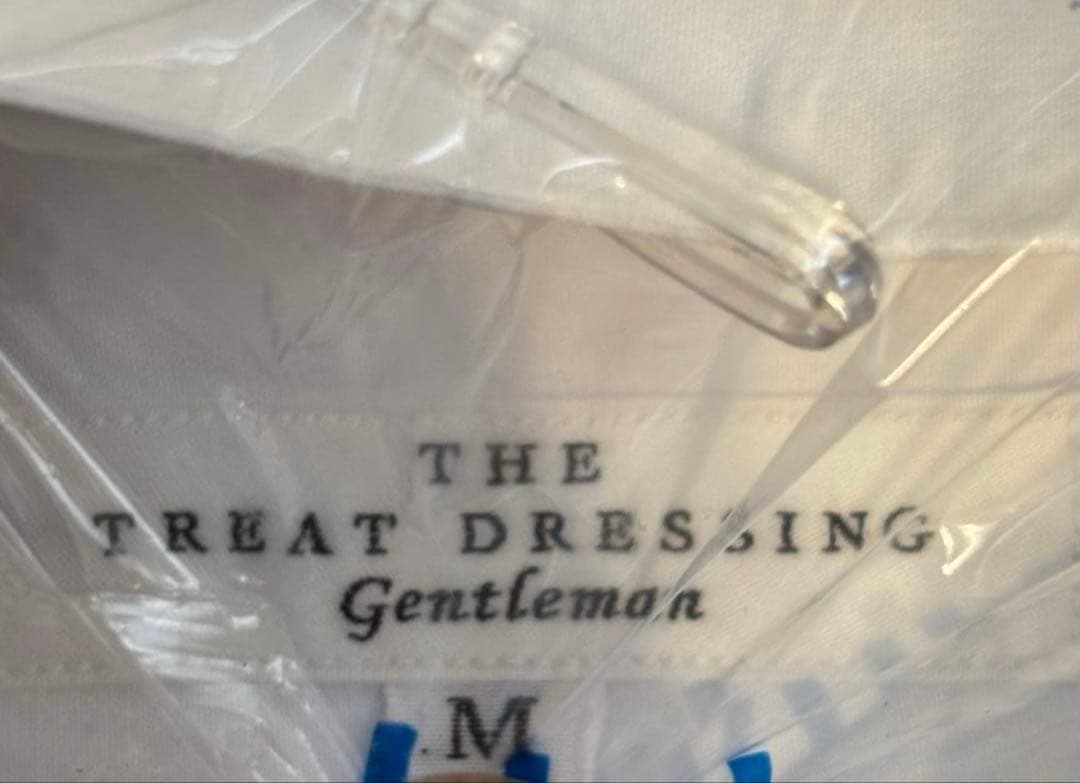 THE
TREAT DRESSING
Gentleman
M